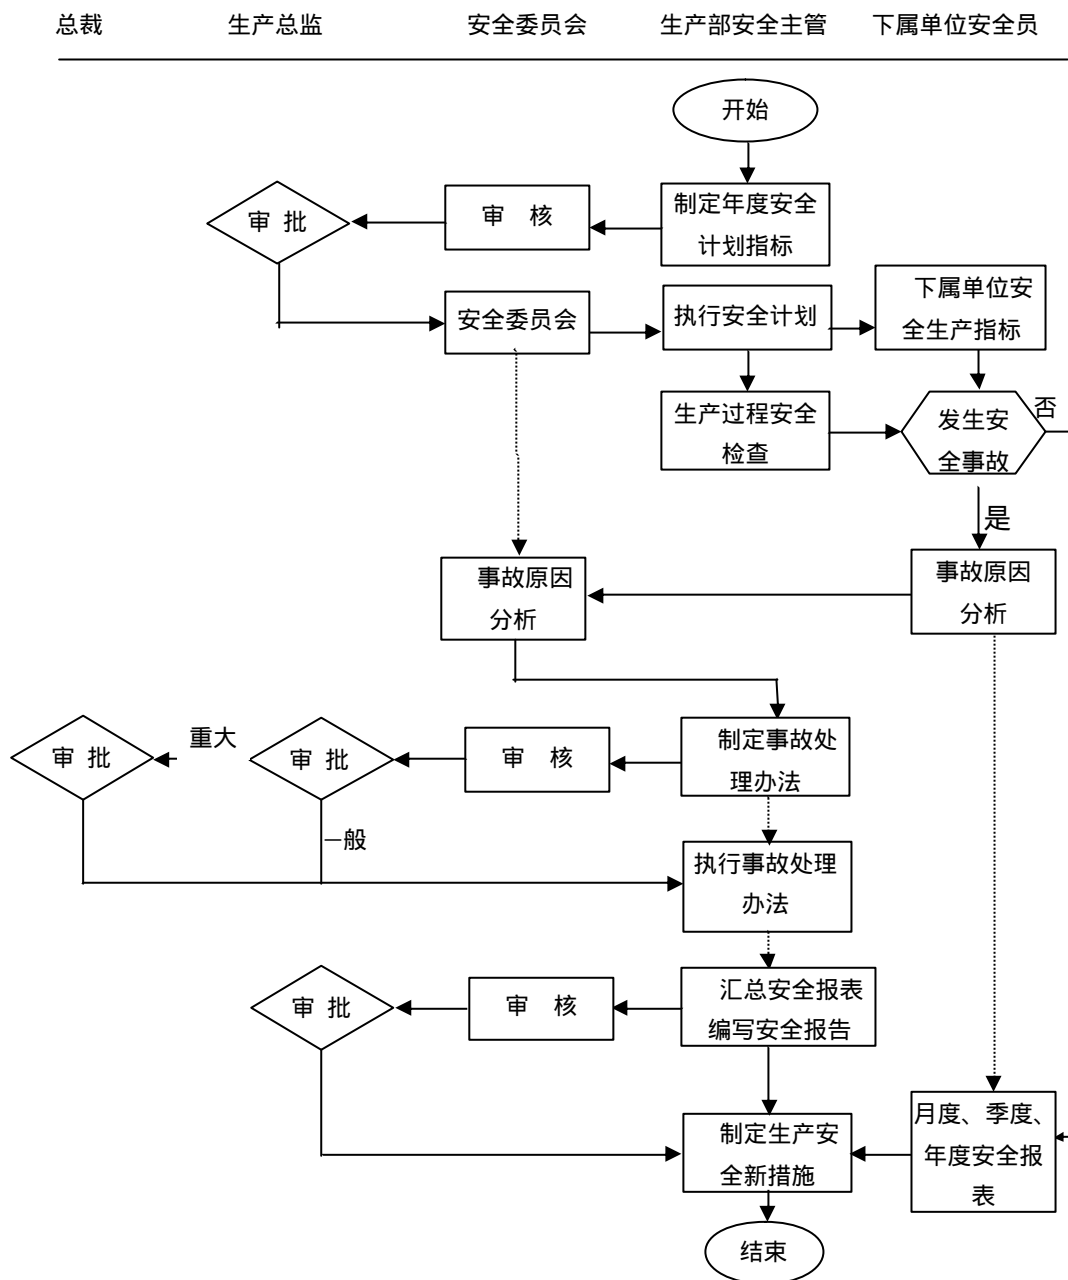 总裁 生产总监 安全委员会 生产部安全主管 下属单位安全员
开始
审 批
审 核
制定年度安全
计划指标
安全委员会
执行安全计划
下属单位安
全生产指标
生产过程安全
检查
发生安
全事故
否
是
事故原因
分析
事故原因
分析
审 批
重大
审 批
审 核
制定事故处
理办法
一般
执行事故处理
办法
审 批
审 核
汇总安全报表
编写安全报告
制定生产安
全新措施
月度、季度、
年度安全报
表
结束